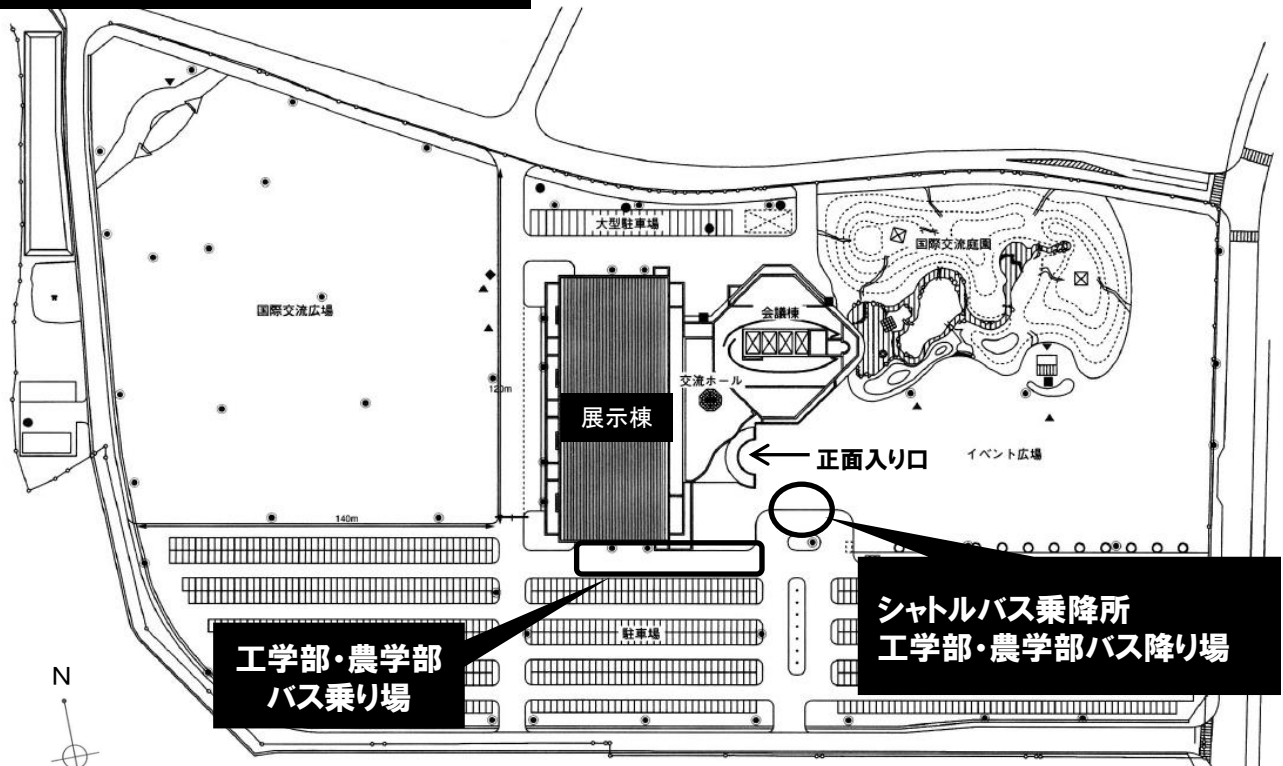 大型駐車場
国際交流庭園
国際交流広場
会議棟
120m
交流ホール
展示棟
正面入り口
イベント広場
140m
シャトルバス乗降所
工学部・農学部バス降り場
駐車場
工学部・農学部
バス乗り場
N